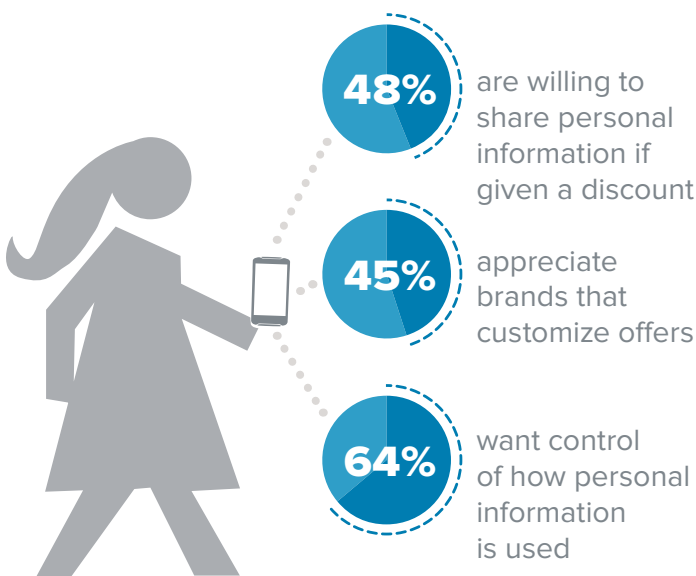 48%
are willing to
share personal
information if
given a discount
45%
appreciate
brands that
customize offers
64%
want control
of how personal
information
is used